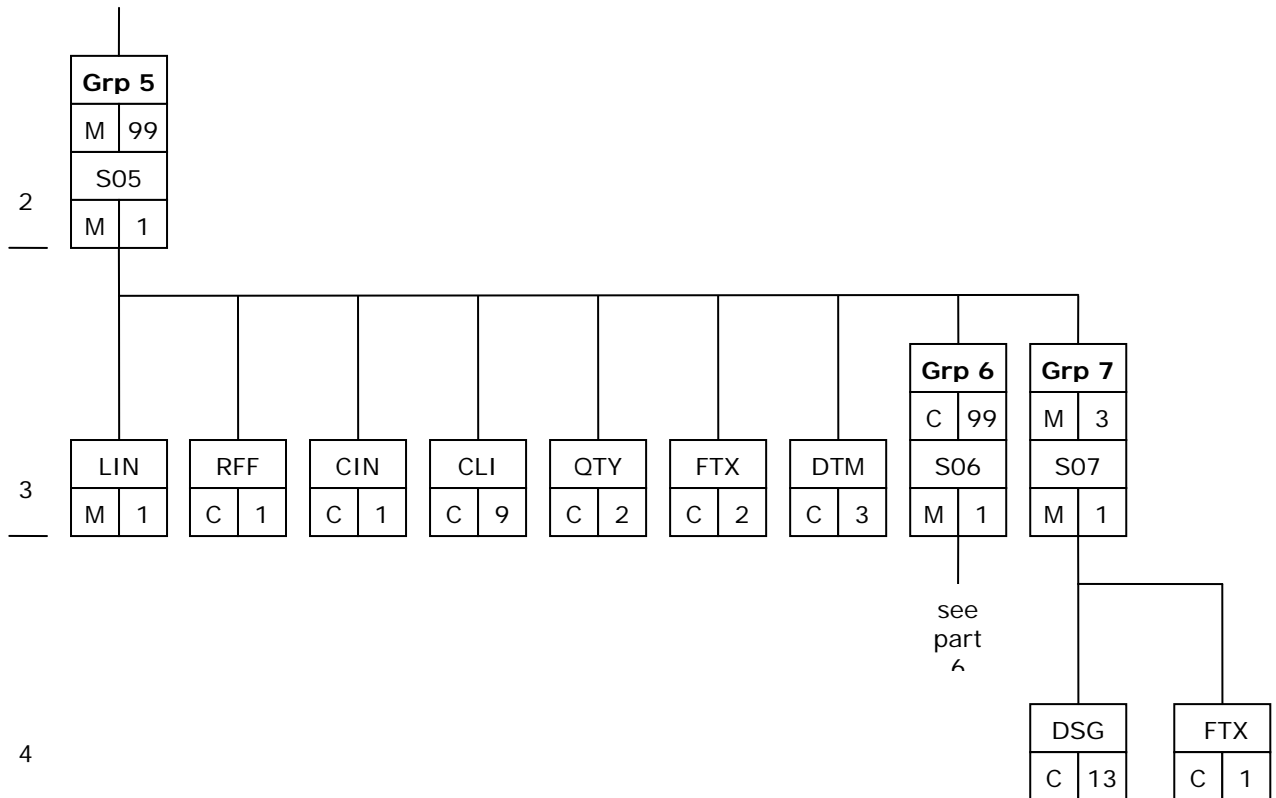 Grp 5
M 99
S05
2
M 1
Grp 6 Grp 7
C 99 M 3
LIN RFF CIN CLI QTY FTX DTM S06 S07
3
M 1 C 1 C 1 C 9 C 2 C 2 C 3 M 1 M 1
see
part
6
DSG FTX
4
C 13 C 1